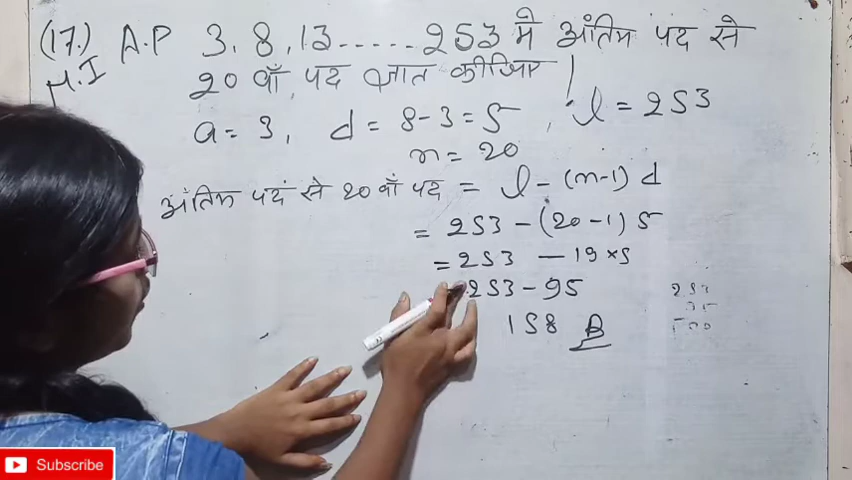 (17.) A.P 3, 8, 13.....253 में अंतिम पद से
M.I 20 वाँ पद ज्ञात कीजिए।
a = 3, d = 8-3 = 5, l = 253
n = 20
अंतिम पद से 20 वाँ पद = l - (n-1) d
= 253 - (20-1) 5
= 253 - 19×5
253 - 95
158 B
Subscribe